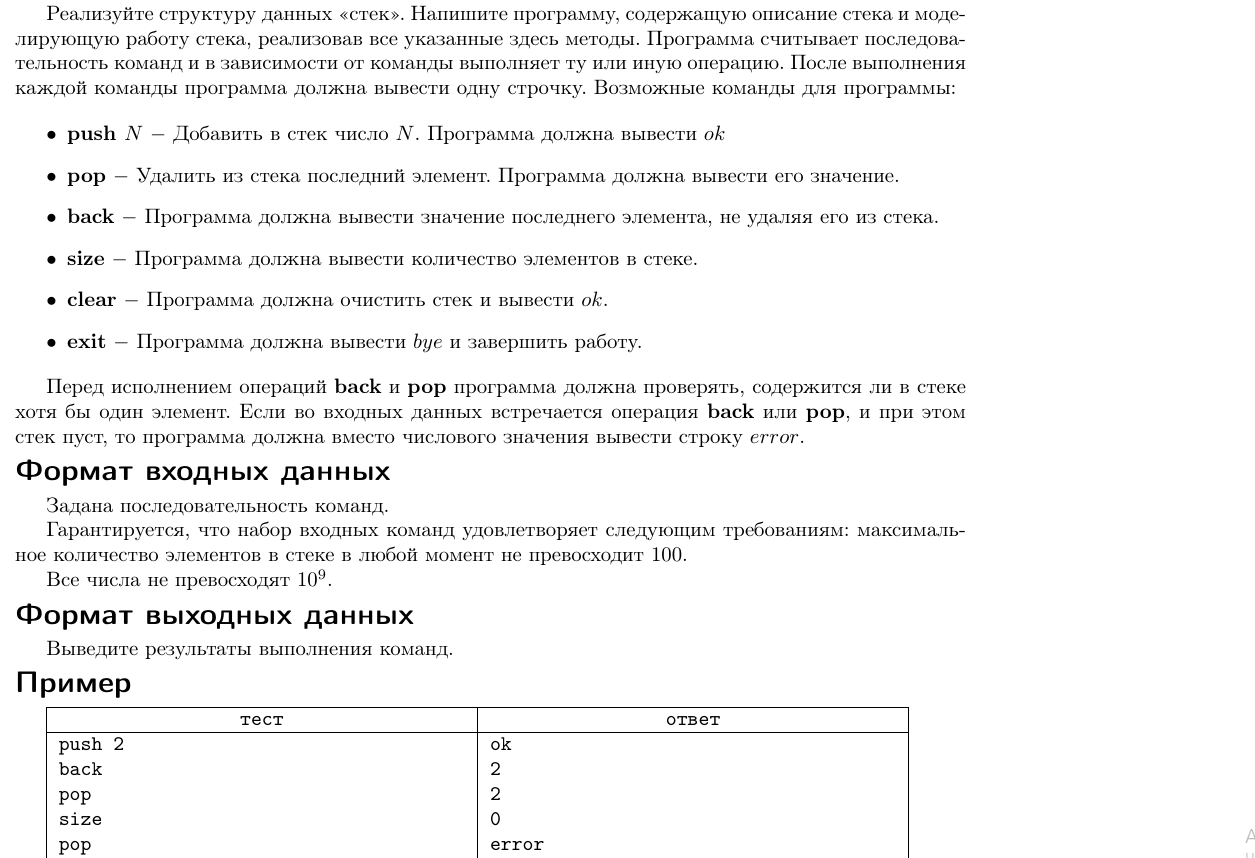 Реализуйте структуру данных «стек». Напишите программу, содержащую описание стека и моде-
лирующую работу стека, реализовав все указанные здесь методы. Программа считывает последова-
тельность команд и в зависимости от команды выполняет ту или иную операцию. После выполнения
каждой команды программа должна вывести одну строчку. Возможные команды для программы:
• push N – Добавить в стек число N. Программа должна вывести ok
• pop – Удалить из стека последний элемент. Программа должна вывести его значение.
• back – Программа должна вывести значение последнего элемента, не удаляя его из стека.
• size – Программа должна вывести количество элементов в стеке.
• clear – Программа должна очистить стек и вывести ok.
• exit – Программа должна вывести bye и завершить работу.
Перед исполнением операций back и pop программа должна проверять, содержится ли в стеке
хотя бы один элемент. Если во входных данных встречается операция back или pop, и при этом
стек пуст, то программа должна вместо числового значения вывести строку error.
Формат входных данных
Задана последовательность команд.
Гарантируется, что набор входных команд удовлетворяет следующим требованиям: максималь-
ное количество элементов в стеке в любой момент не превосходит 100.
Все числа не превосходят 10⁹.
Формат выходных данных
Выведите результаты выполнения команд.
Пример
тест ответ
push 2 ok
back 2
pop 2
size 0
pop error